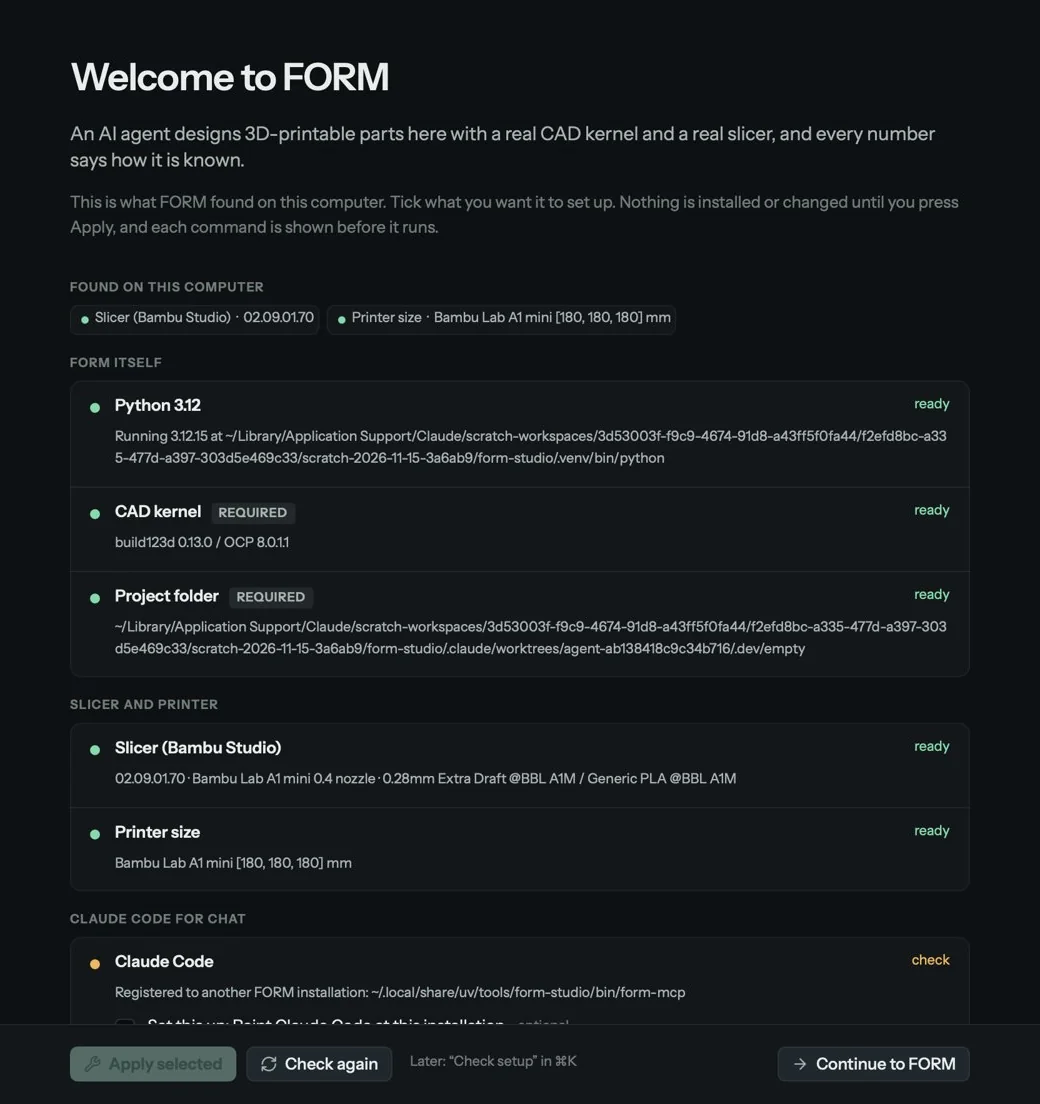 Welcome to FORM
An AI agent designs 3D-printable parts here with a real CAD kernel and a real slicer, and every number
says how it is known.
This is what FORM found on this computer. Tick what you want it to set up. Nothing is installed or changed until you press
Apply, and each command is shown before it runs.
FOUND ON THIS COMPUTER
Slicer (Bambu Studio) · 02.09.01.70
Printer size · Bambu Lab A1 mini [180, 180, 180] mm
FORM ITSELF
Python 3.12
ready
Running 3.12.15 at ~/Library/Application Support/Claude/scratch-workspaces/3d53003f-f9c9-4674-91d8-a43ff5f0fa44/f2efd8bc-a33
5-477d-a397-303d5e469c33/scratch-2026-11-15-3a6ab9/form-studio/.venv/bin/python
CAD kernel REQUIRED
ready
build123d 0.13.0 / OCP 8.0.1.1
Project folder REQUIRED
ready
~/Library/Application Support/Claude/scratch-workspaces/3d53003f-f9c9-4674-91d8-a43ff5f0fa44/f2efd8bc-a335-477d-a397-303
d5e469c33/scratch-2026-11-15-3a6ab9/form-studio/.claude/worktrees/agent-ab138418c9c34b716/.dev/empty
SLICER AND PRINTER
Slicer (Bambu Studio)
ready
02.09.01.70 · Bambu Lab A1 mini 0.4 nozzle · 0.28mm Extra Draft @BBL A1M / Generic PLA @BBL A1M
Printer size
ready
Bambu Lab A1 mini [180, 180, 180] mm
CLAUDE CODE FOR CHAT
Claude Code
check
Registered to another FORM installation: ~/.local/share/uv/tools/form-studio/bin/form-mcp
Set this up: Point Claude Code at this installation optional
Apply selected
Check again
Later: “Check setup” in ⌘K
Continue to FORM